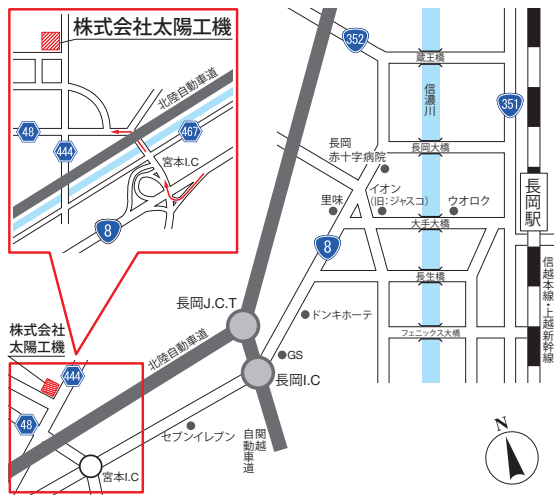 株式会社太陽工機
北陸自動車道
48
444
467
宮本I.C
8
352
蔵王橋
信濃川
351
長岡
赤十字病院
長岡大橋
里味
イオン
(旧:ジャスコ)
ウオロク
大手大橋
長岡駅
8
長生橋
信越本線・上越新幹線
長岡J.C.T
ドンキホーテ
フェニックス大橋
株式会社
太陽工機
北陸自動車道
444
GS
長岡I.C
48
セブンイレブン
関越
自動車道
宮本I.C
N